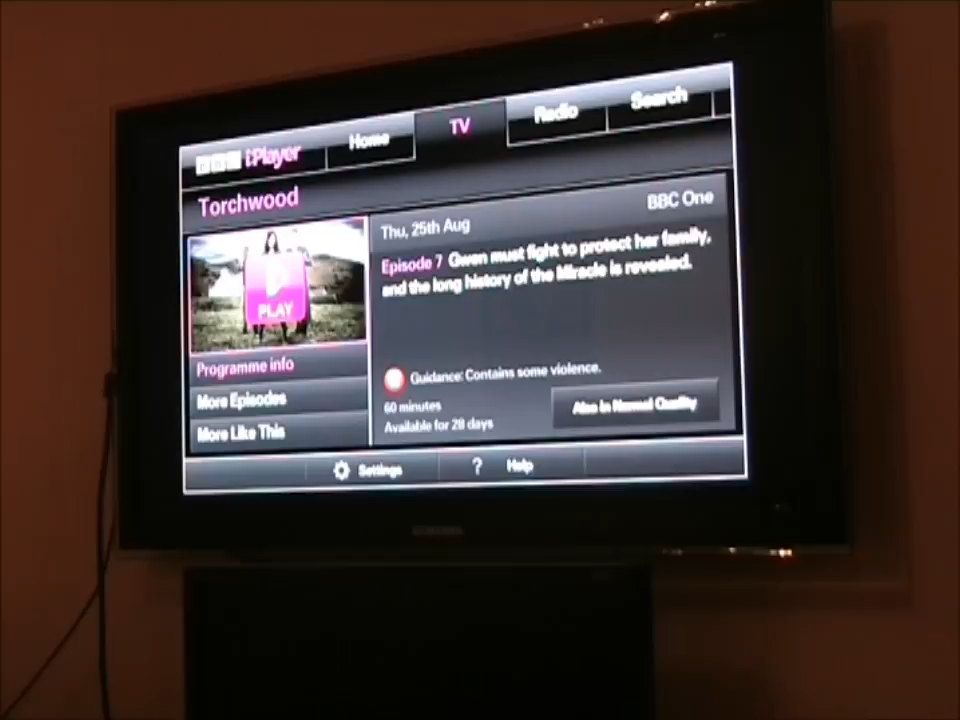 BBC iPlayer Home TV Radio Search
Torchwood
Thu, 25th Aug BBC One
Episode 7 Gwen must fight to protect her family,
and the long history of the Miracle is revealed.
PLAY
Programme info
More Episodes
More Like This
Guidance: Contains some violence.
60 minutes
Available for 28 days
Also in Normal Quality
Settings ? Help
SAMSUNG